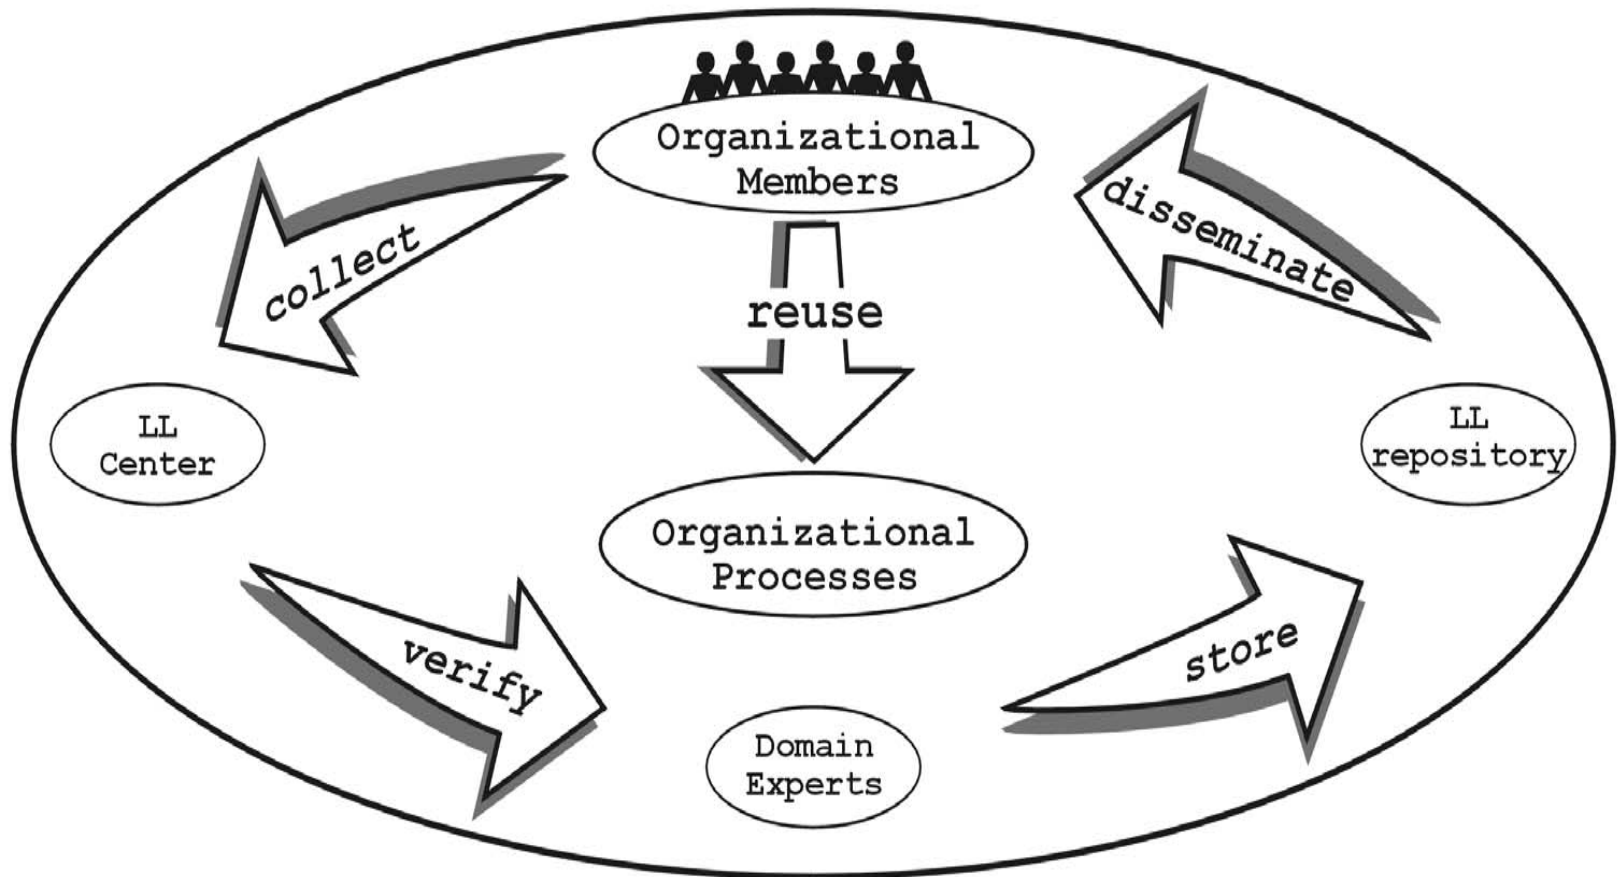 Organizational
Members
collect
disseminate
reuse
LL
Center
LL
repository
Organizational
Processes
verify
store
Domain
Experts